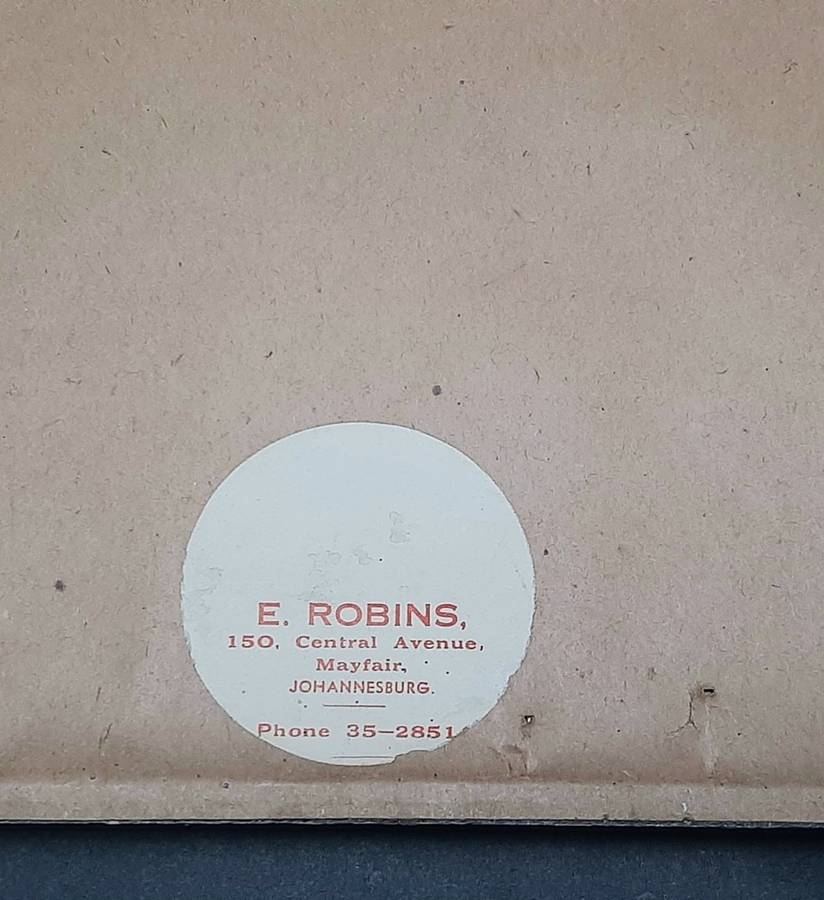 E. ROBINS,
150, Central Avenue,
Mayfair,
JOHANNESBURG.
Phone 35—2851